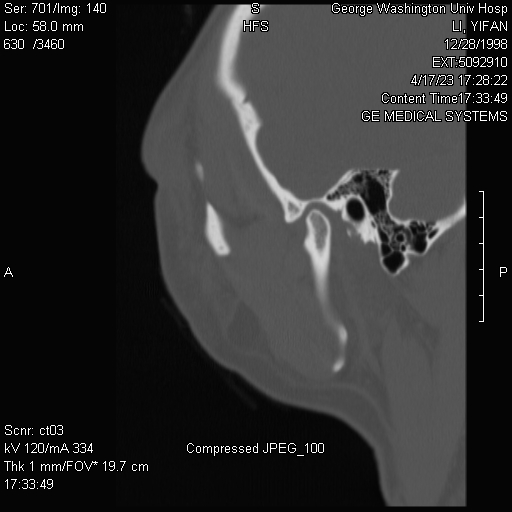 Ser: 701/Img: 140
Loc: 58.0 mm
630 /3460
S
HFS
George Washington Univ Hosp
LI, YIFAN
12/28/1998
EXT:5092910
4/17/23 17:28:22
Content Time17:33:49
GE MEDICAL SYSTEMS
A
P
Scnr: ct03
kV 120/mA 334
Thk 1 mm/FOV* 19.7 cm
17:33:49
Compressed JPEG_100